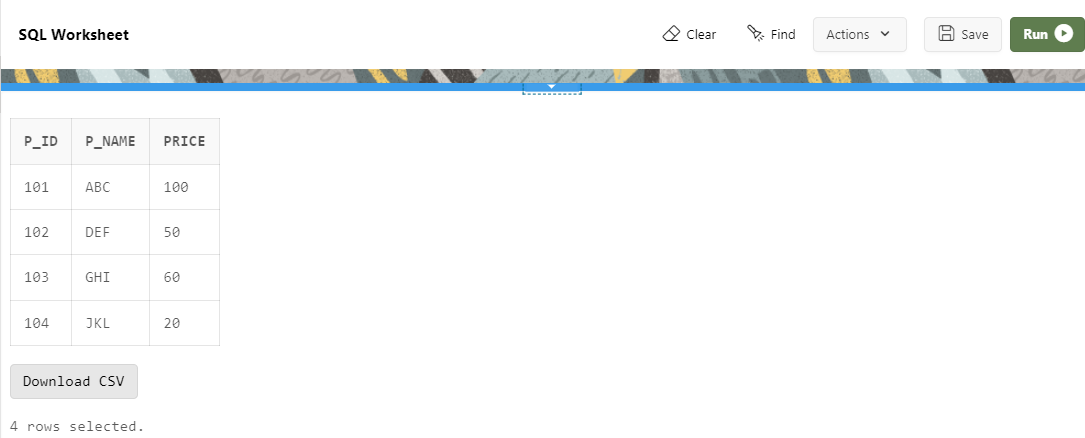 SQL Worksheet Clear Find Actions Save Run
P_ID P_NAME PRICE
101 ABC 100
102 DEF 50
103 GHI 60
104 JKL 20
Download CSV
4 rows selected.